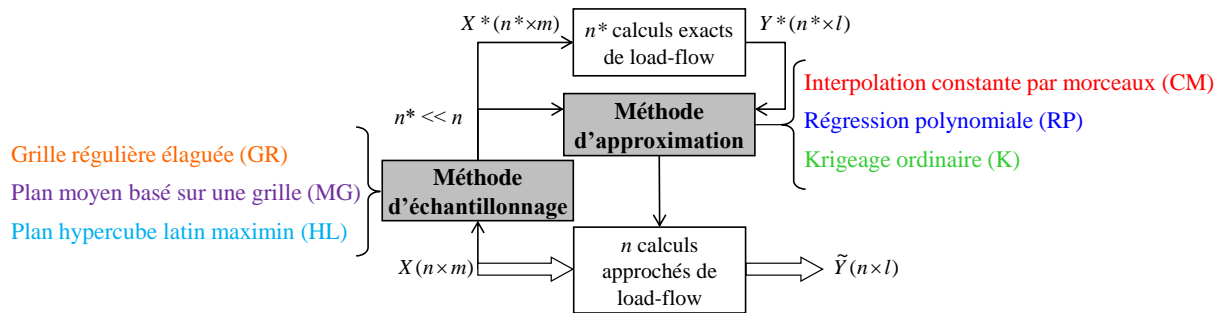 X*(n*×m)
n* calculs exacts
de load-flow
Y*(n*×l)
n* << n
Méthode
d'approximation
Interpolation constante par morceaux (CM)
Régression polynomiale (RP)
Krigeage ordinaire (K)
Grille régulière élaguée (GR)
Plan moyen basé sur une grille (MG)
Plan hypercube latin maximin (HL)
Méthode
d'échantillonnage
X(n×m)
n calculs
approchés de
load-flow
Ỹ(n×l)